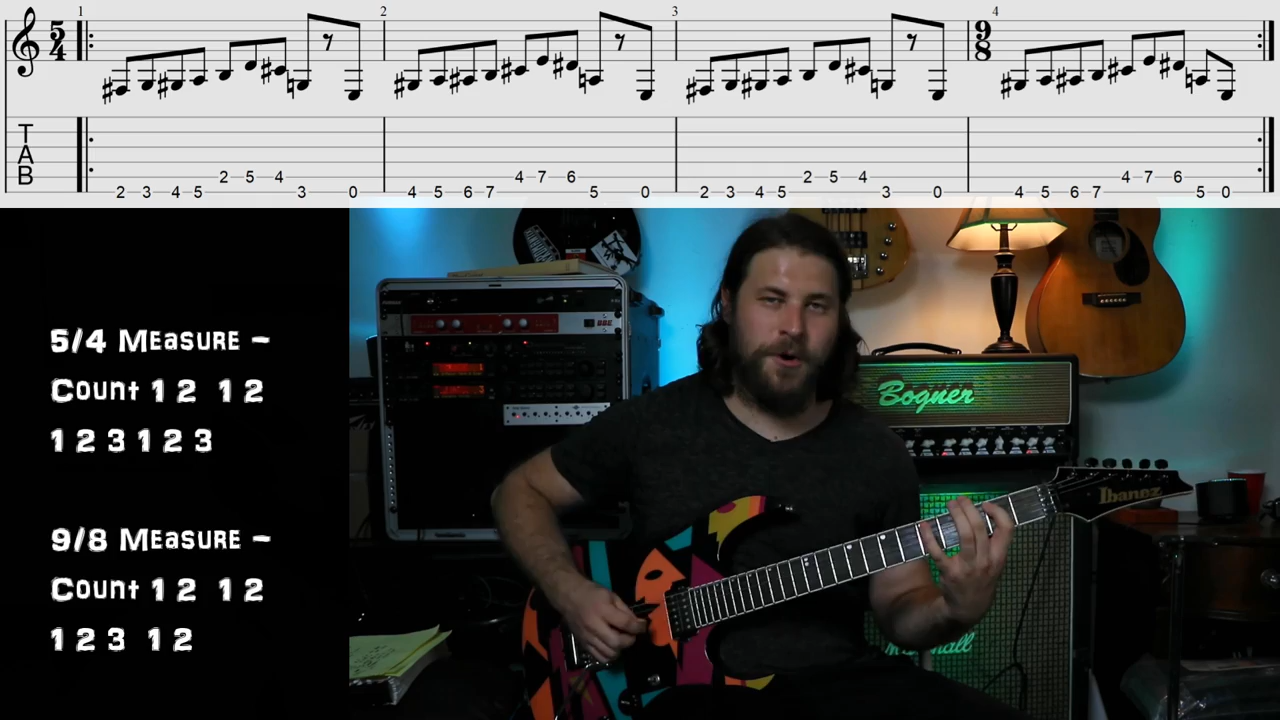 1 2 3 4
5 9
4 8
T
A
B
2 5 4 4 7 6 2 5 4 4 7 6
2 3 4 5 3 0 4 5 6 7 5 0 2 3 4 5 3 0 4 5 6 7 5 0
5/4 Measure –
Count 1 2 1 2
1 2 3 1 2 3
9/8 Measure –
Count 1 2 1 2
1 2 3 1 2
Bogner
Ibanez